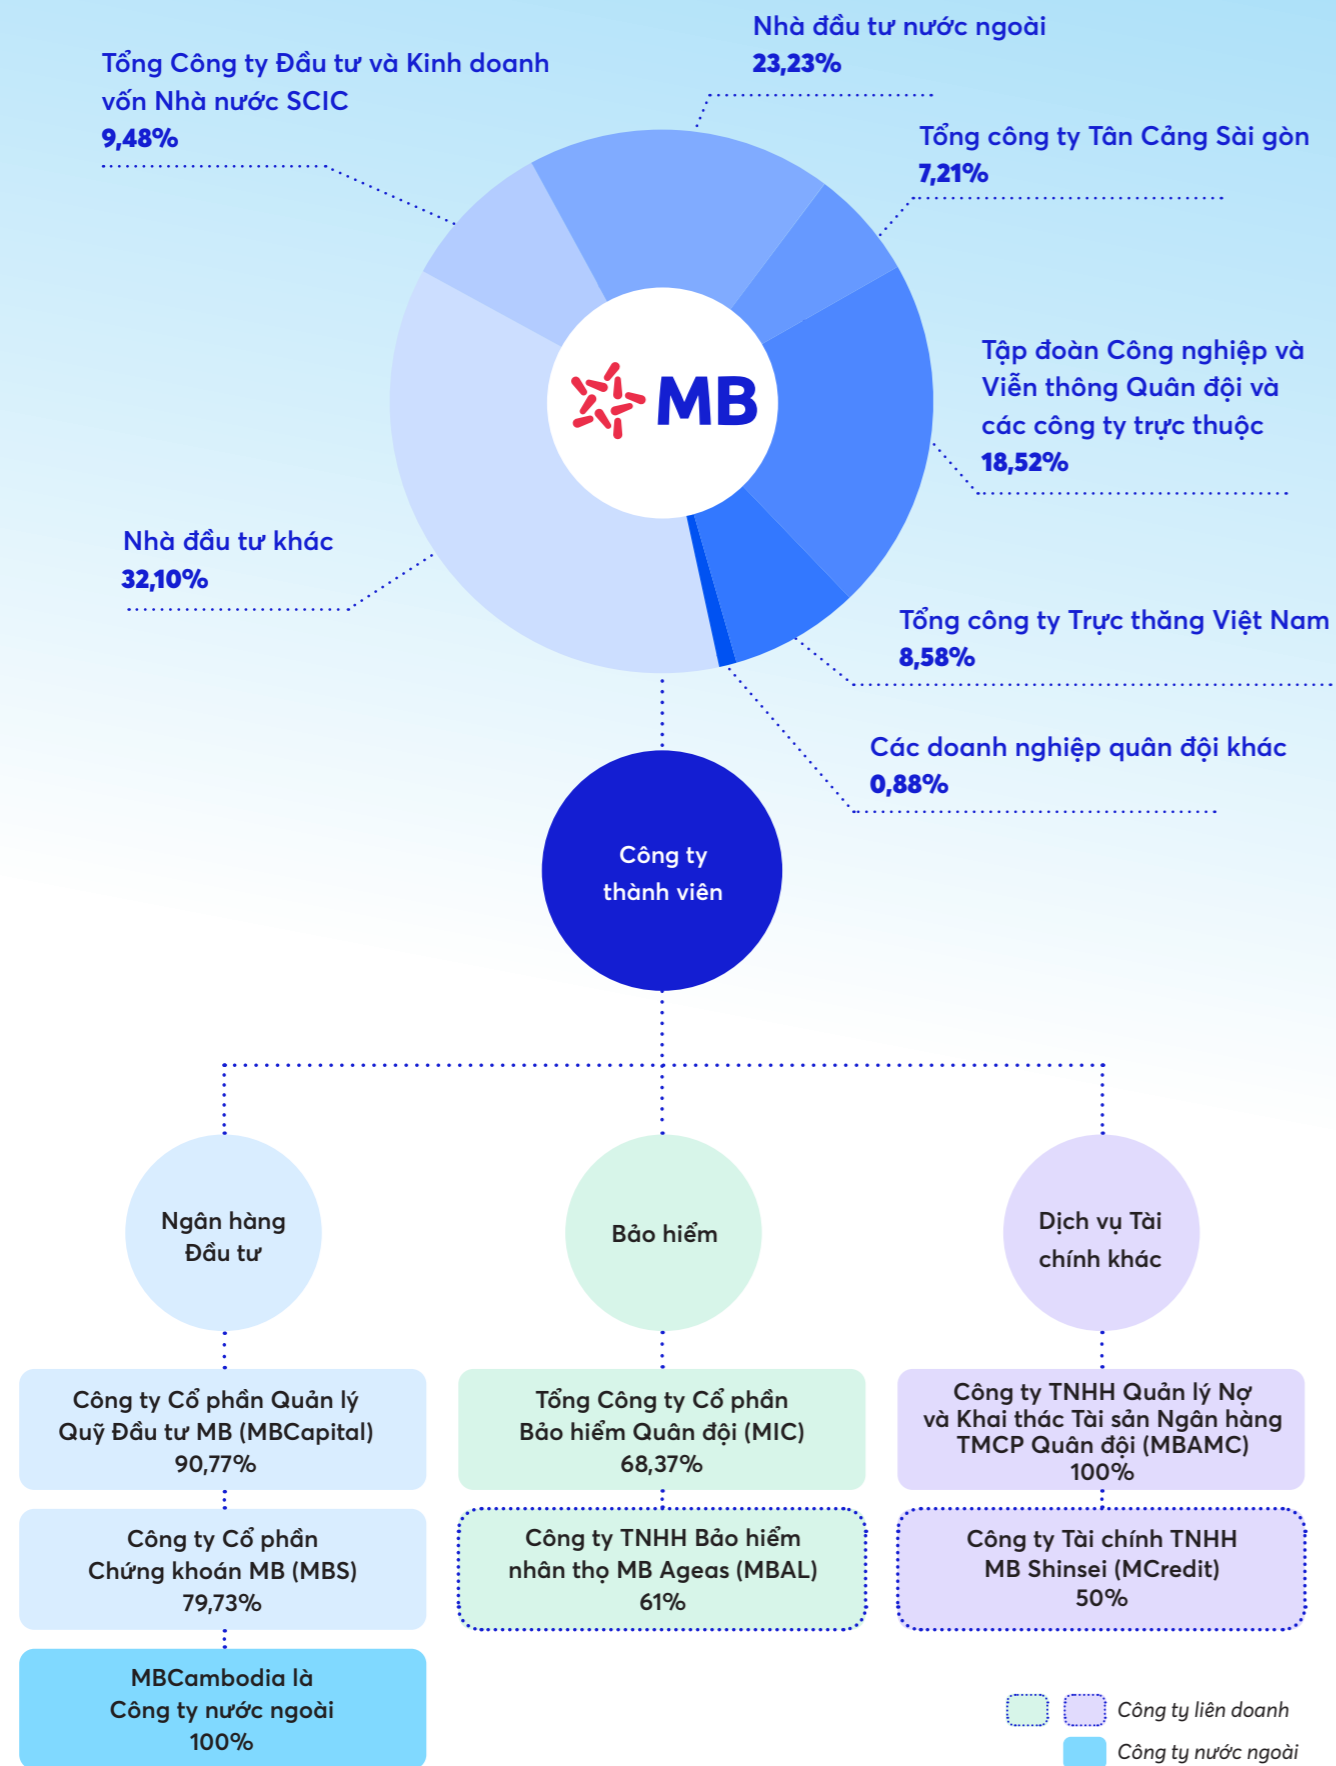 Nhà đầu tư nước ngoài
23,23%
Tổng Công ty Đầu tư và Kinh doanh
vốn Nhà nước SCIC
9,48%
Tổng công ty Tân Cảng Sài gòn
7,21%
Tập đoàn Công nghiệp và
Viễn thông Quân đội và
các công ty trực thuộc
18,52%
MB
Nhà đầu tư khác
32,10%
Tổng công ty Trực thăng Việt Nam
8,58%
Các doanh nghiệp quân đội khác
0,88%
Công ty
thành viên
Ngân hàng
Đầu tư
Bảo hiểm
Dịch vụ Tài
chính khác
Công ty Cổ phần Quản lý
Quỹ Đầu tư MB (MBCapital)
90,77%
Tổng Công ty Cổ phần
Bảo hiểm Quân đội (MIC)
68,37%
Công ty TNHH Quản lý Nợ
và Khai thác Tài sản Ngân hàng
TMCP Quân đội (MBAMC)
100%
Công ty Cổ phần
Chứng khoán MB (MBS)
79,73%
Công ty TNHH Bảo hiểm
nhân thọ MB Ageas (MBAL)
61%
Công ty Tài chính TNHH
MB Shinsei (MCredit)
50%
MBCambodia là
Công ty nước ngoài
100%
Công ty liên doanh
Công ty nước ngoài